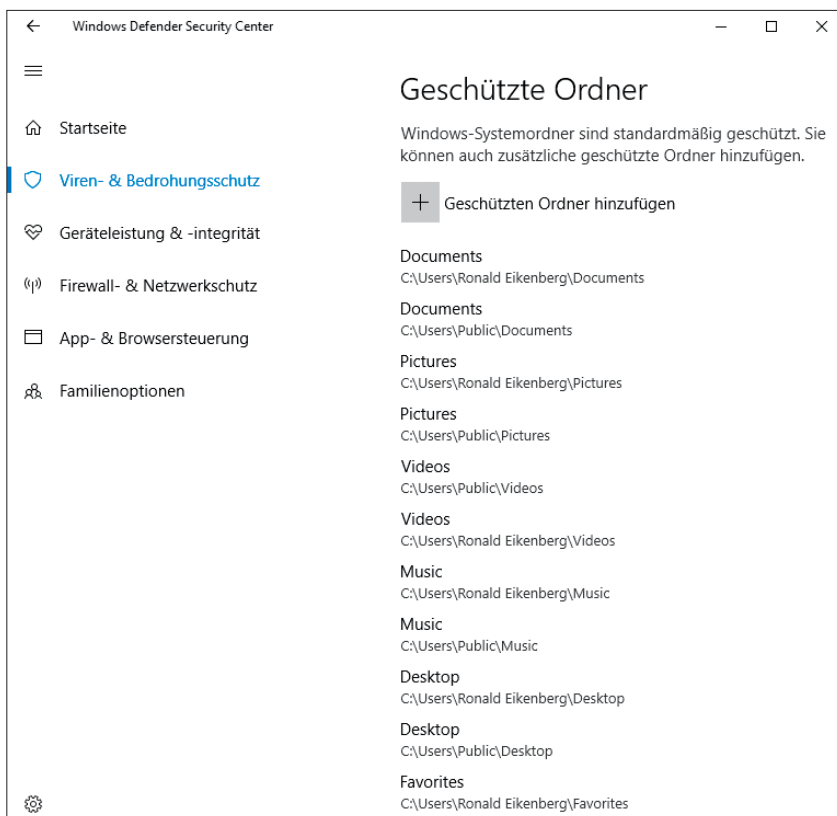 Windows Defender Security Center
Startseite
Viren- & Bedrohungsschutz
Geräteleistung & -integrität
Firewall- & Netzwerkschutz
App- & Browsersteuerung
Familienoptionen
Geschützte Ordner
Windows-Systemordner sind standardmäßig geschützt. Sie
können auch zusätzliche geschützte Ordner hinzufügen.
Geschützten Ordner hinzufügen
Documents
C:\Users\Ronald Eikenberg\Documents
Documents
C:\Users\Public\Documents
Pictures
C:\Users\Ronald Eikenberg\Pictures
Pictures
C:\Users\Public\Pictures
Videos
C:\Users\Public\Videos
Videos
C:\Users\Ronald Eikenberg\Videos
Music
C:\Users\Ronald Eikenberg\Music
Music
C:\Users\Public\Music
Desktop
C:\Users\Ronald Eikenberg\Desktop
Desktop
C:\Users\Public\Desktop
Favorites
C:\Users\Ronald Eikenberg\Favorites